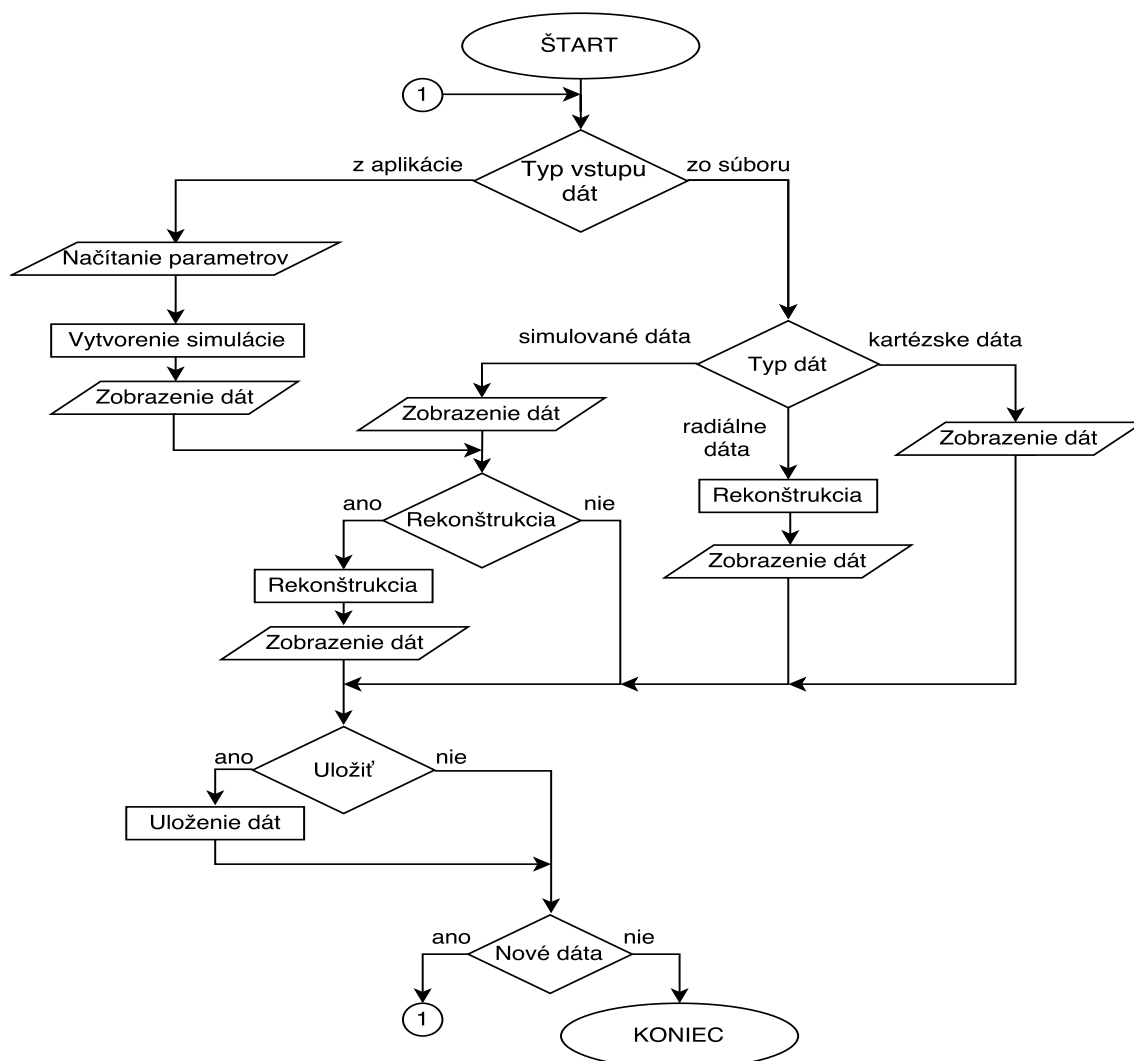 ŠTART
1
z aplikácie
Typ vstupu
dát
zo súboru
Načítanie parametrov
Vytvorenie simulácie
Zobrazenie dát
simulované dáta
Typ dát
kartézske dáta
Zobrazenie dát
radiálne
dáta
Zobrazenie dát
Rekonštrukcia
Zobrazenie dát
ano
Rekonštrukcia
nie
Rekonštrukcia
Zobrazenie dát
ano
Uložiť
nie
Uloženie dát
ano
Nové dáta
nie
1
KONIEC